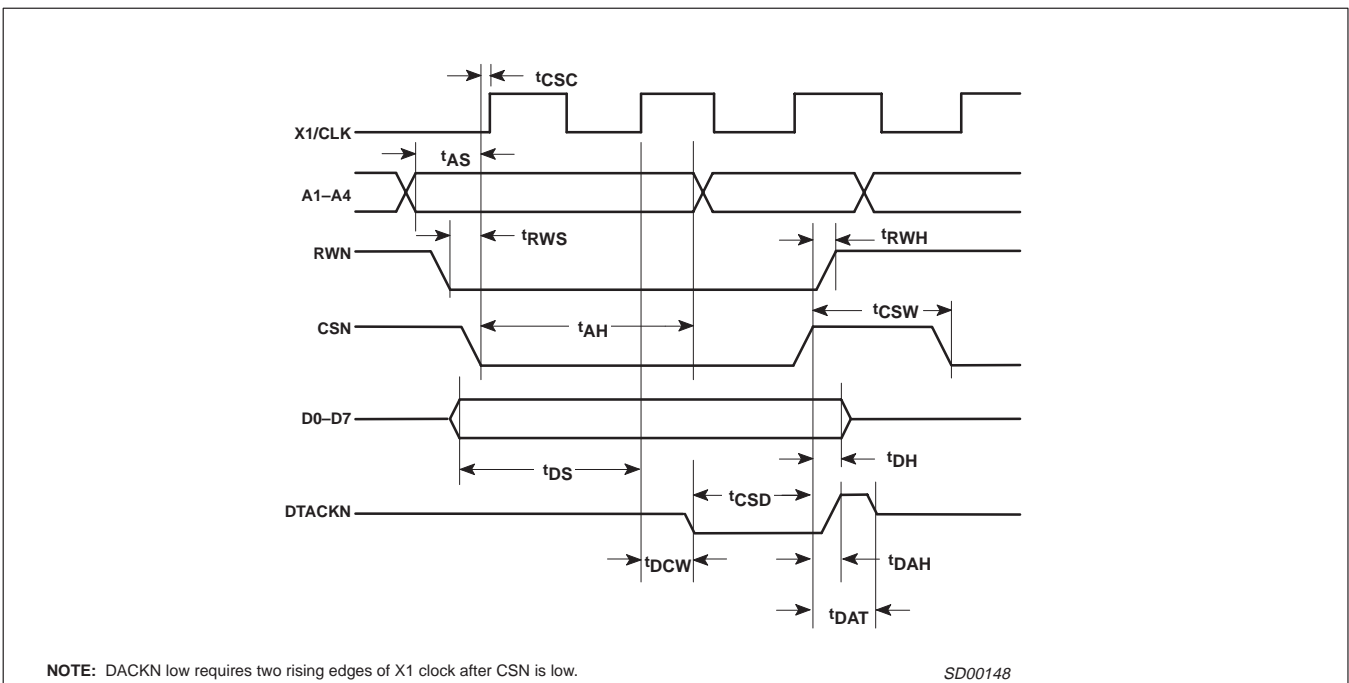 tCSC
X1/CLK
tAS
A1–A4
tRWS
tRWH
RWN
tCSW
CSN
tAH
D0–D7
tDH
tDS
tCSD
DTACKN
tDCW
tDAH
tDAT
NOTE: DACKN low requires two rising edges of X1 clock after CSN is low.
SD00148